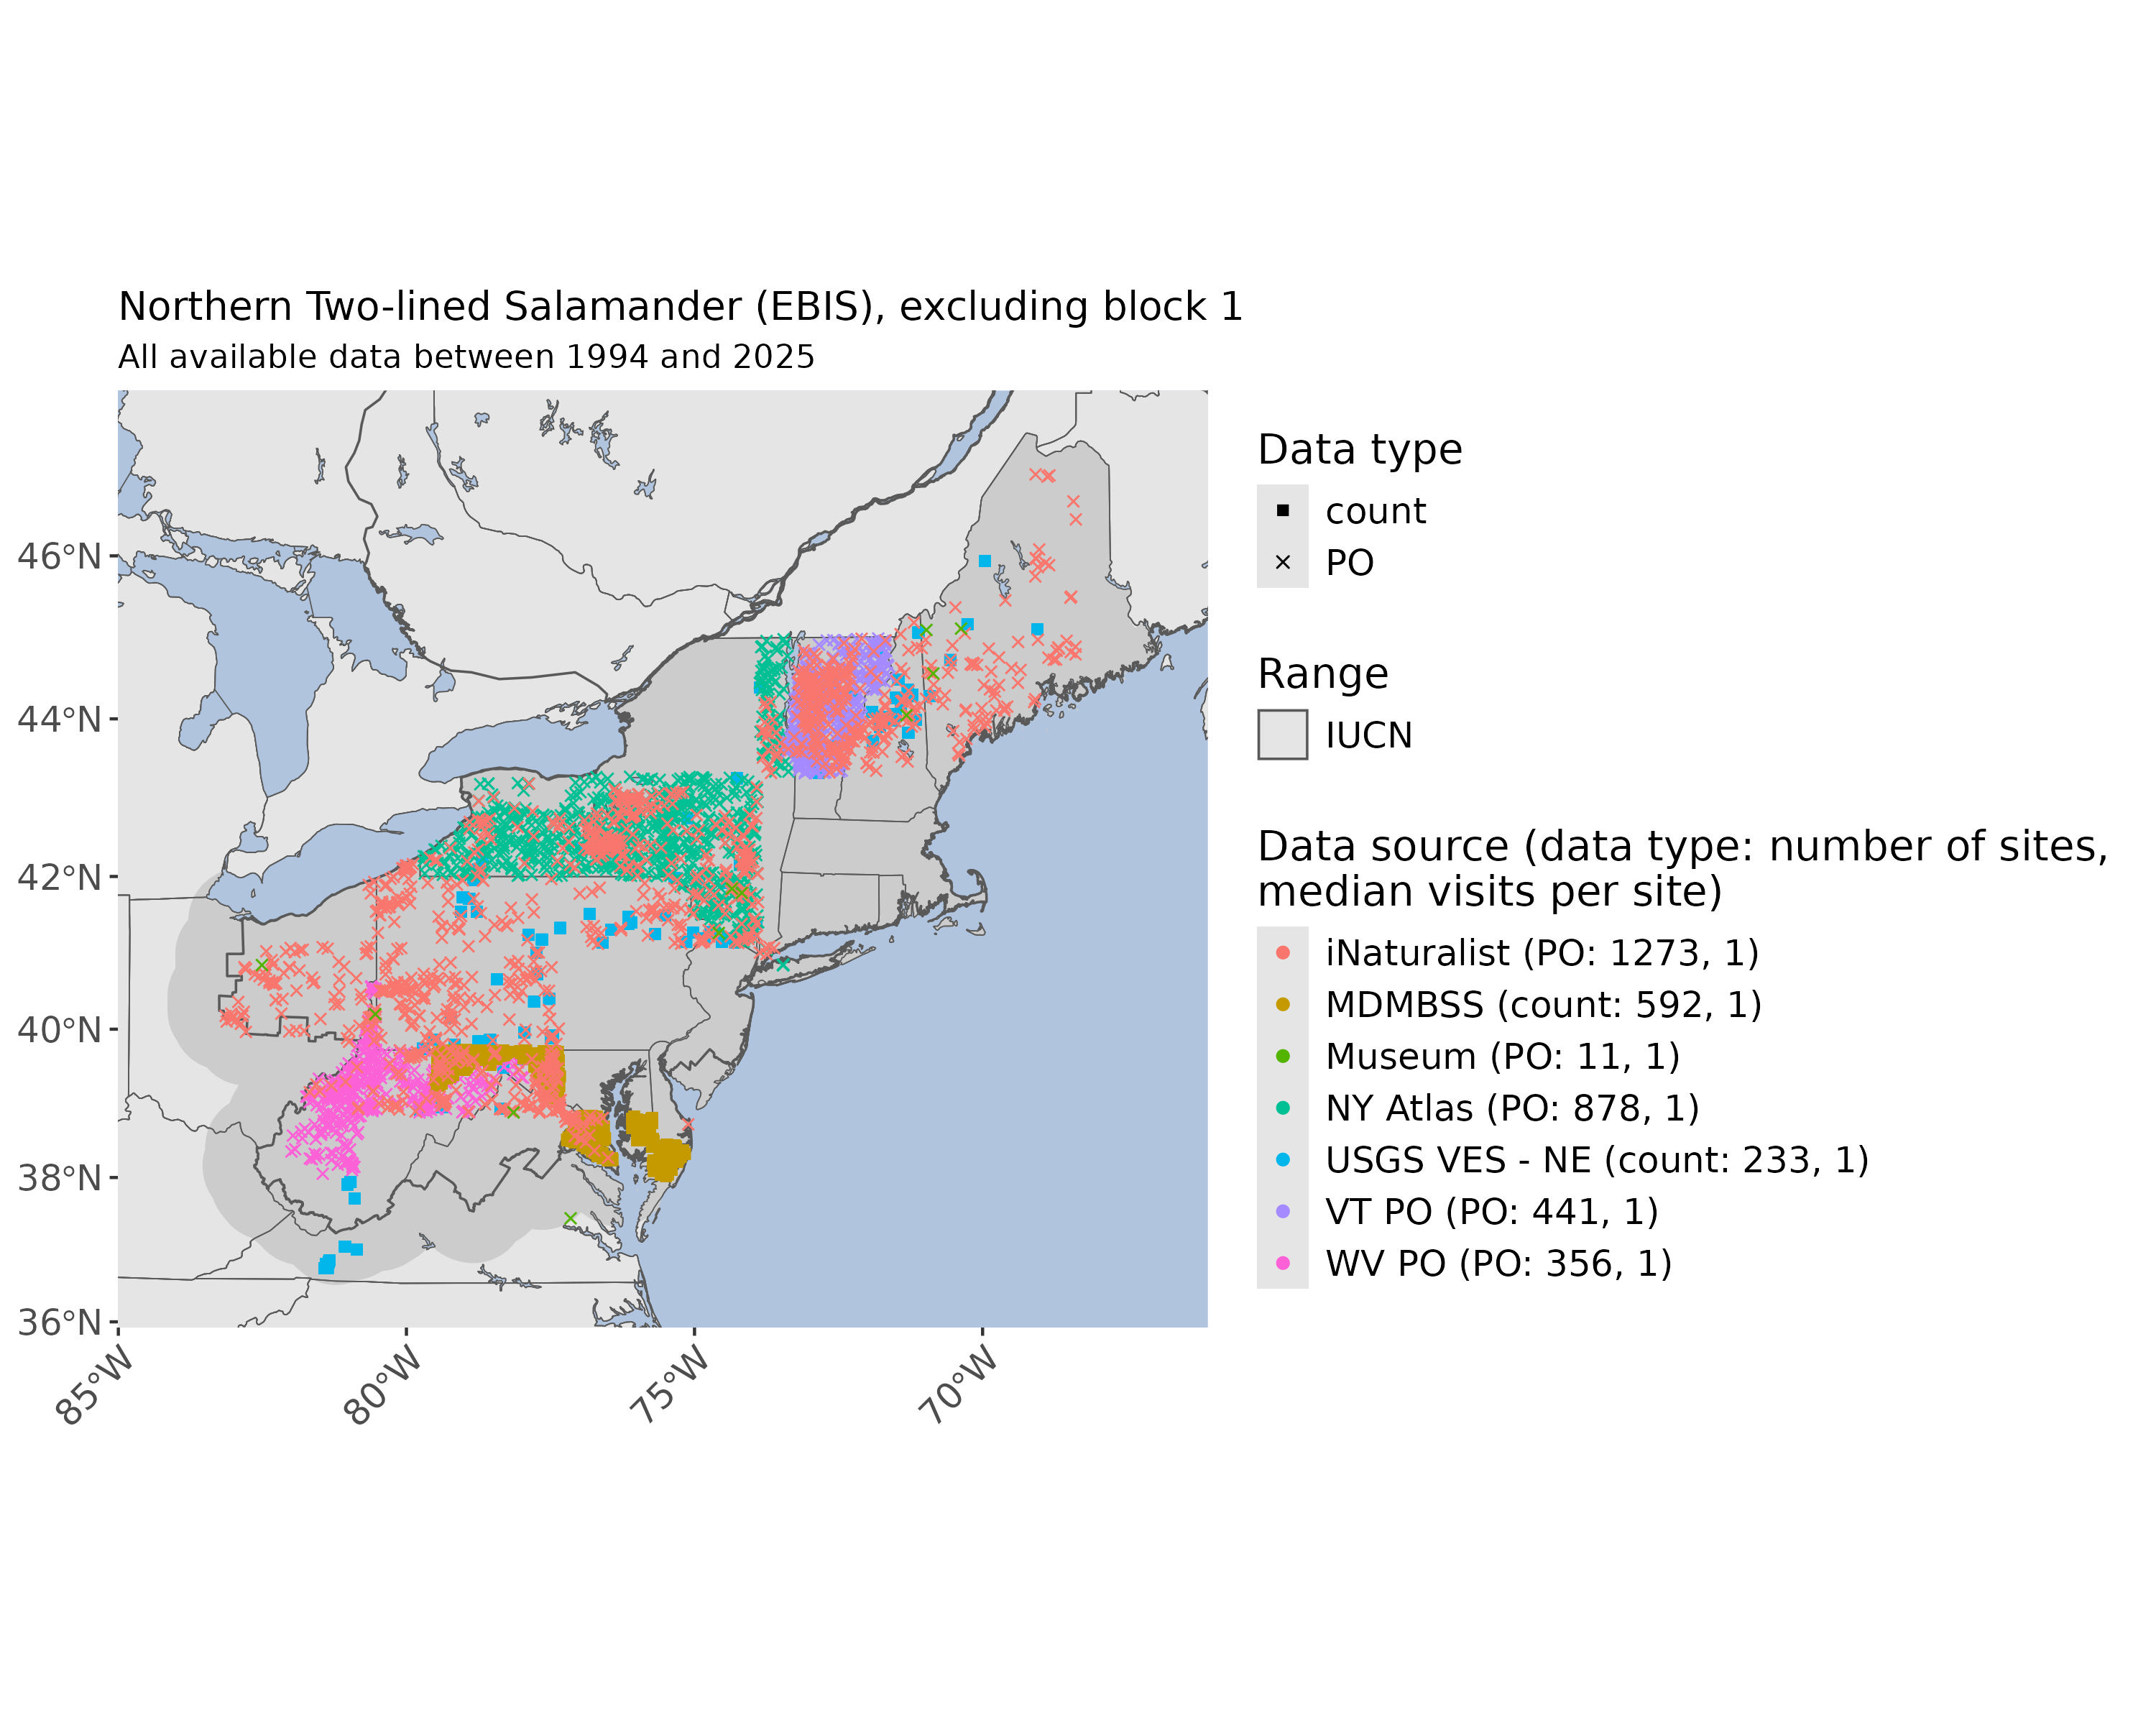 Northern Two-lined Salamander (EBIS), excluding block 1
All available data between 1994 and 2025
46°N
44°N
42°N
40°N
38°N
36°N
85°W
80°W
75°W
70°W
Data type
count
PO
Range
IUCN
Data source (data type: number of sites,
median visits per site)
iNaturalist (PO: 1273, 1)
MDMBSS (count: 592, 1)
Museum (PO: 11, 1)
NY Atlas (PO: 878, 1)
USGS VES - NE (count: 233, 1)
VT PO (PO: 441, 1)
WV PO (PO: 356, 1)